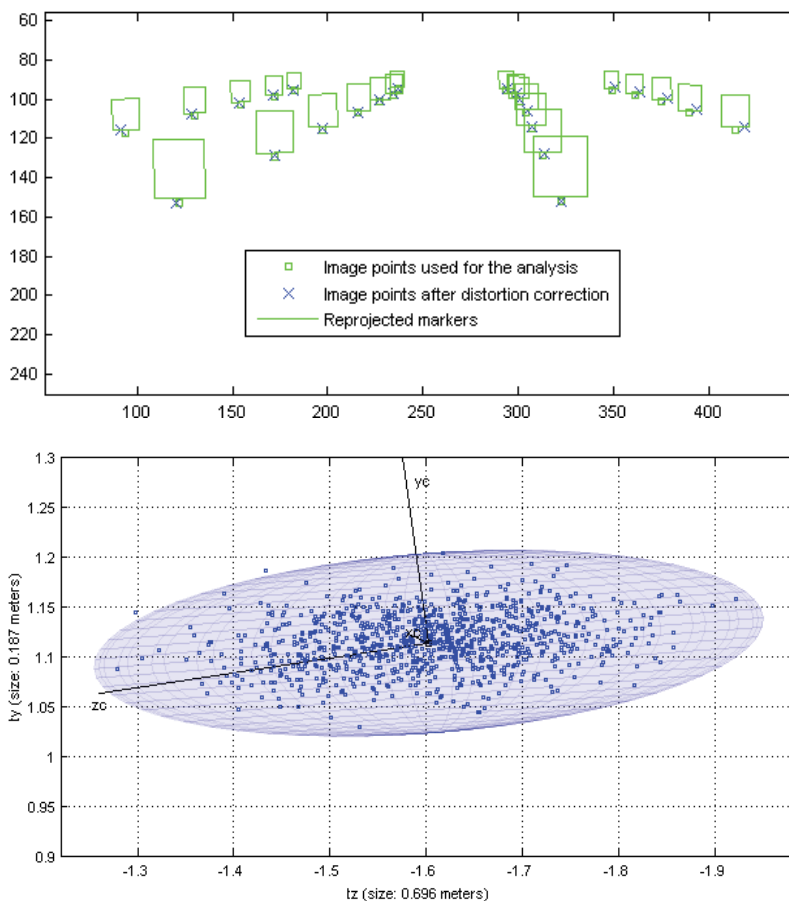 60
80
100
120
140
160
180
200
220
240
100 150 200 250 300 350 400
Image points used for the analysis
Image points after distortion correction
Reprojected markers
1.3
1.25
1.2
1.15
1.1
1.05
1
0.95
0.9
ty (size: 0.187 meters)
yc
xc
zc
-1.3 -1.4 -1.5 -1.6 -1.7 -1.8 -1.9
tz (size: 0.696 meters)